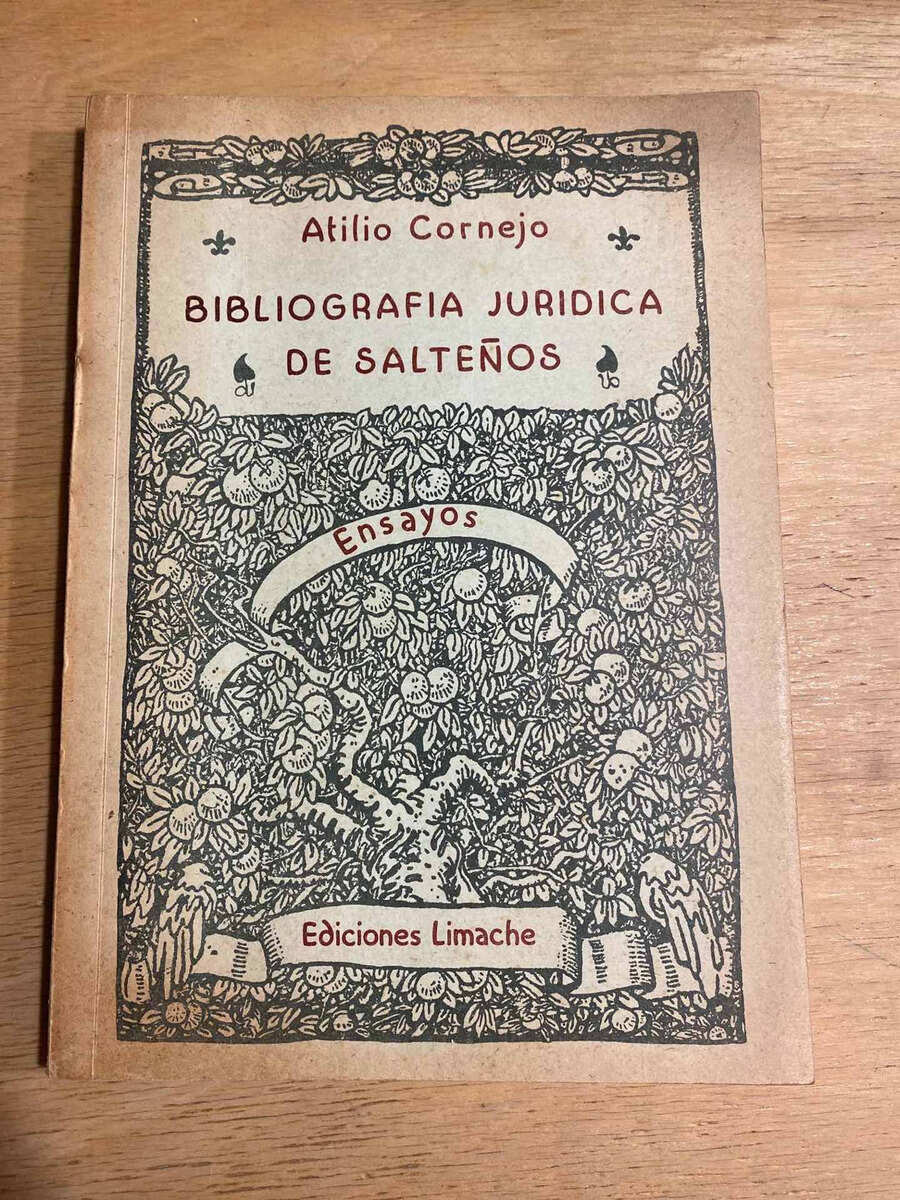 Atilio Cornejo
BIBLIOGRAFIA JURIDICA
DE SALTEÑOS
Ensayos
Ediciones Limache